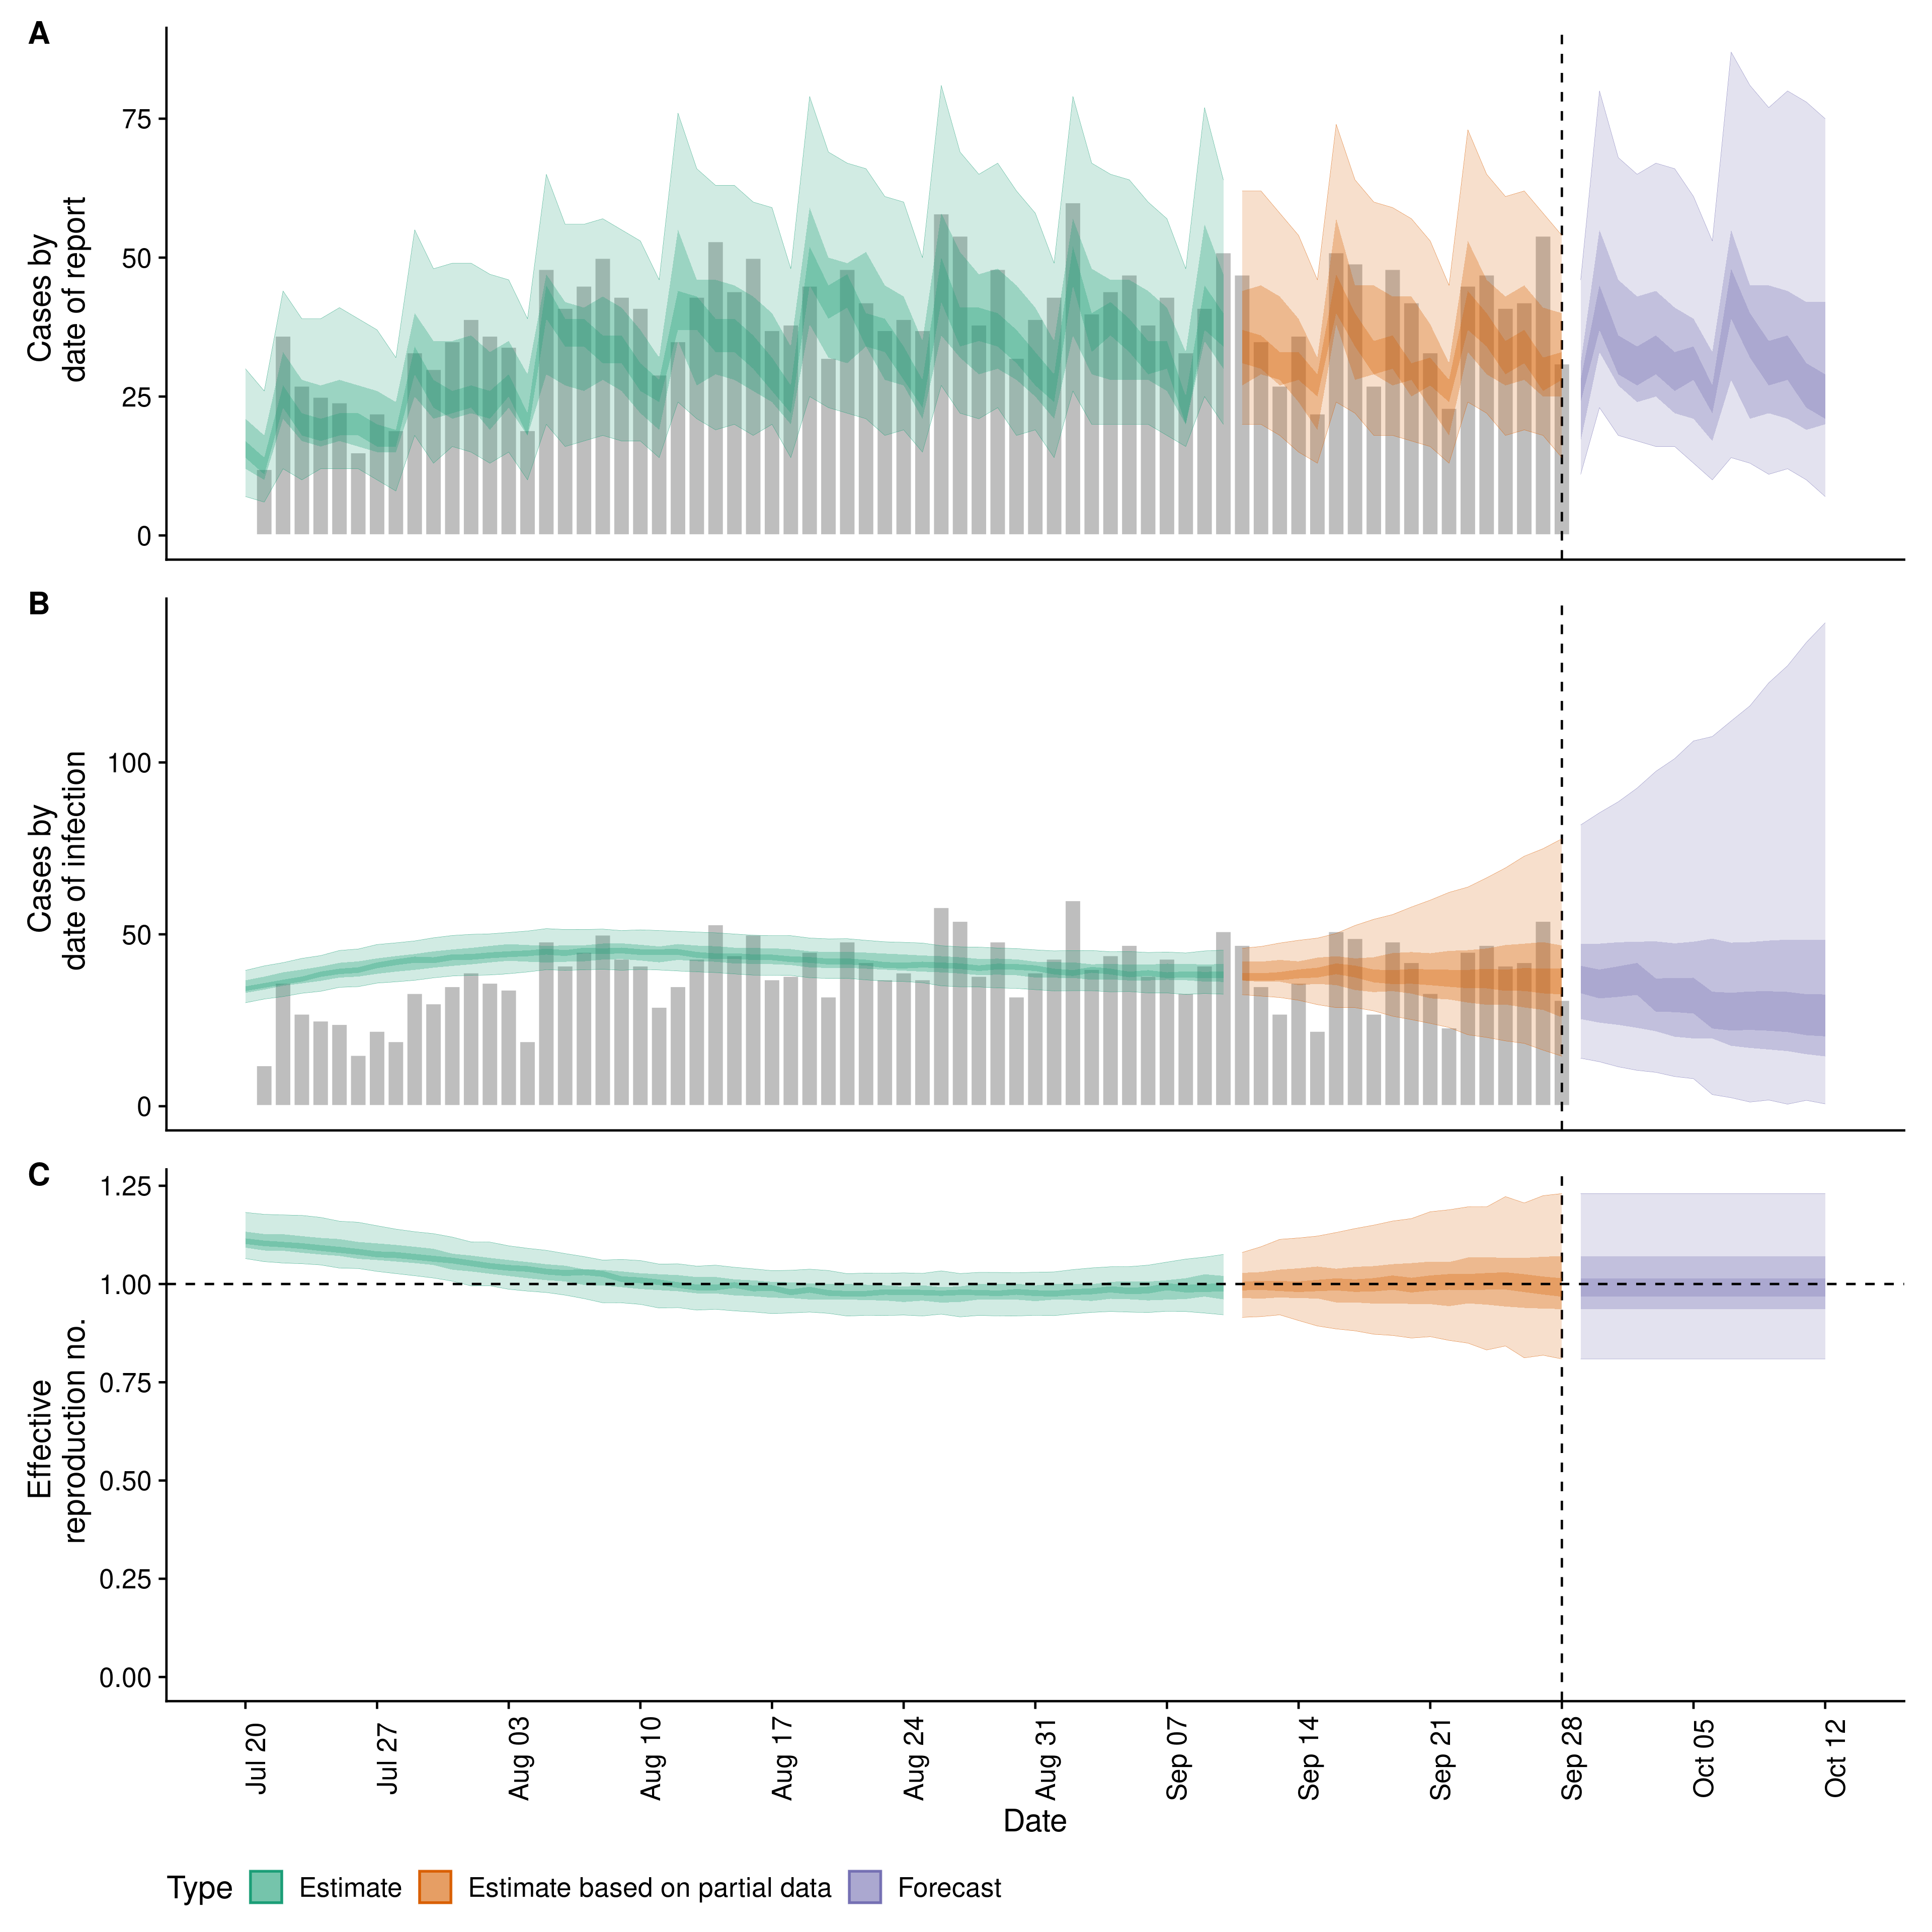 A
Cases by
date of report
75
50
25
0
B
Cases by
date of infection
100
50
0
C
Effective
reproduction no.
1.25
1.00
0.75
0.50
0.25
0.00
Jul 20
Jul 27
Aug 03
Aug 10
Aug 17
Aug 24
Aug 31
Sep 07
Sep 14
Sep 21
Sep 28
Oct 05
Oct 12
Date
Type
Estimate
Estimate based on partial data
Forecast